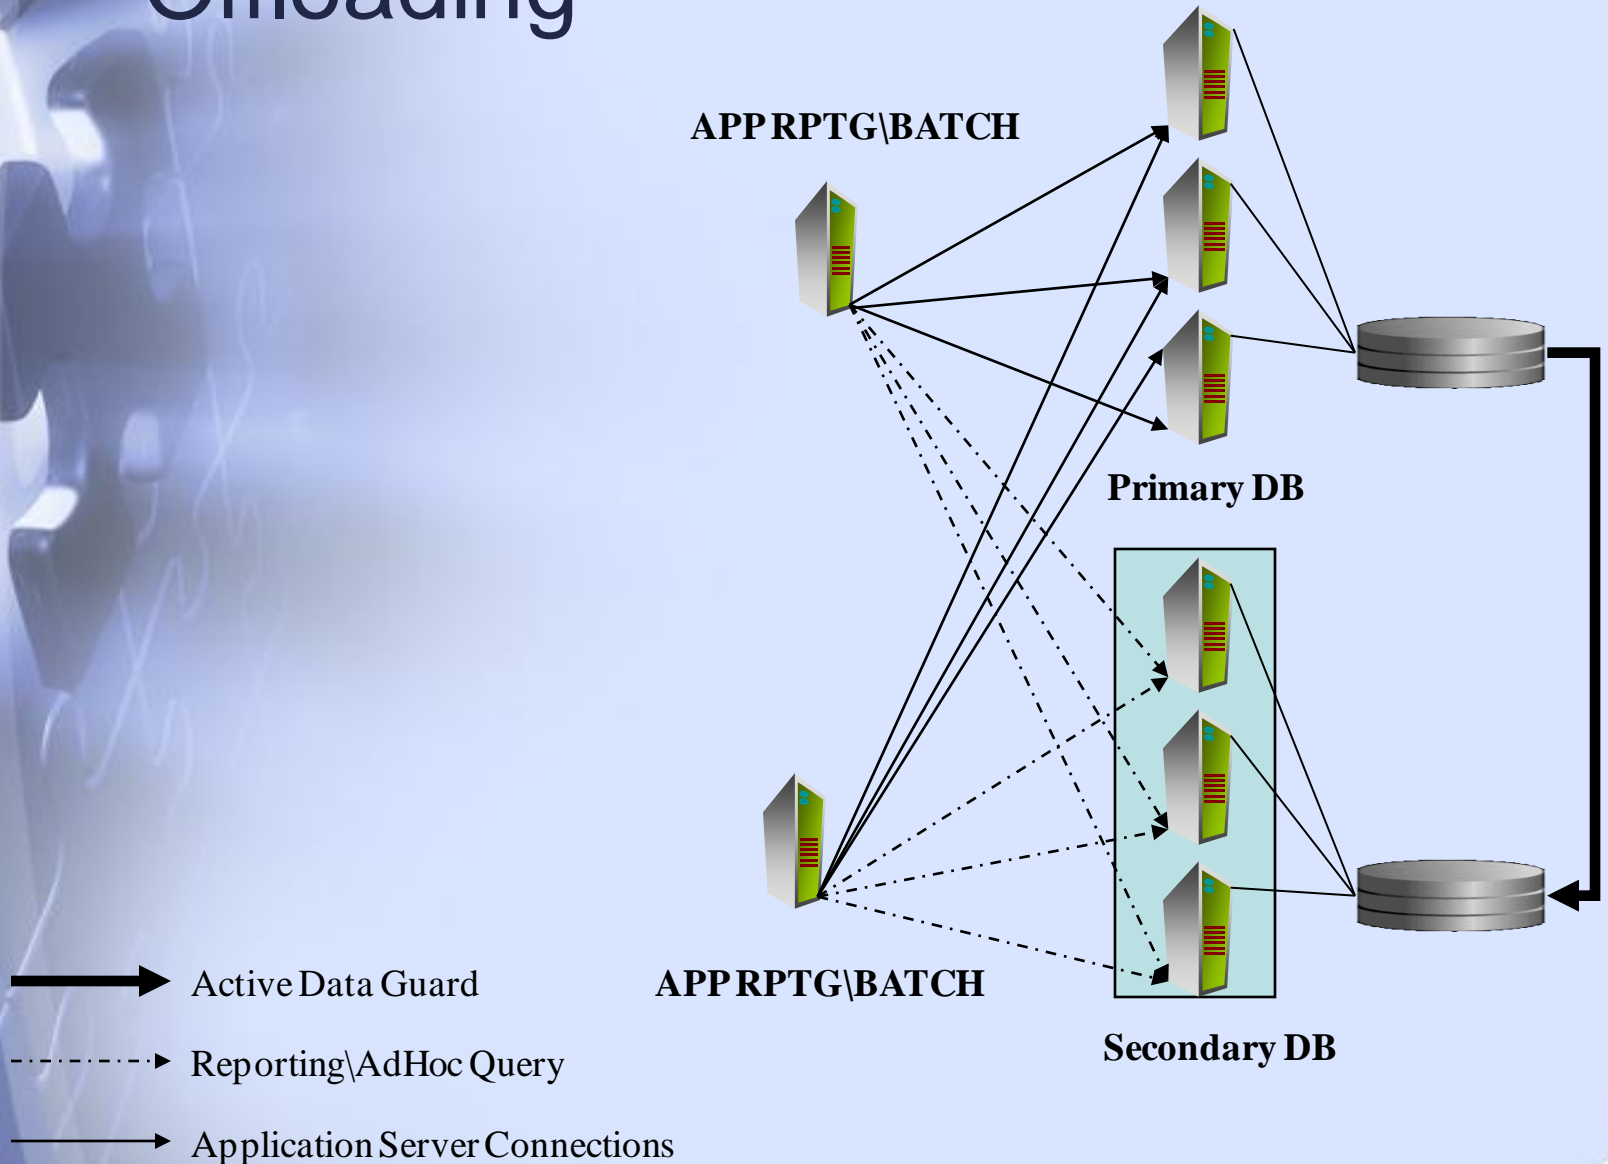 Offloading
APP RPTG\BATCH
Primary DB
APP RPTG\BATCH
Secondary DB
Active Data Guard
Reporting\AdHoc Query
Application Server Connections